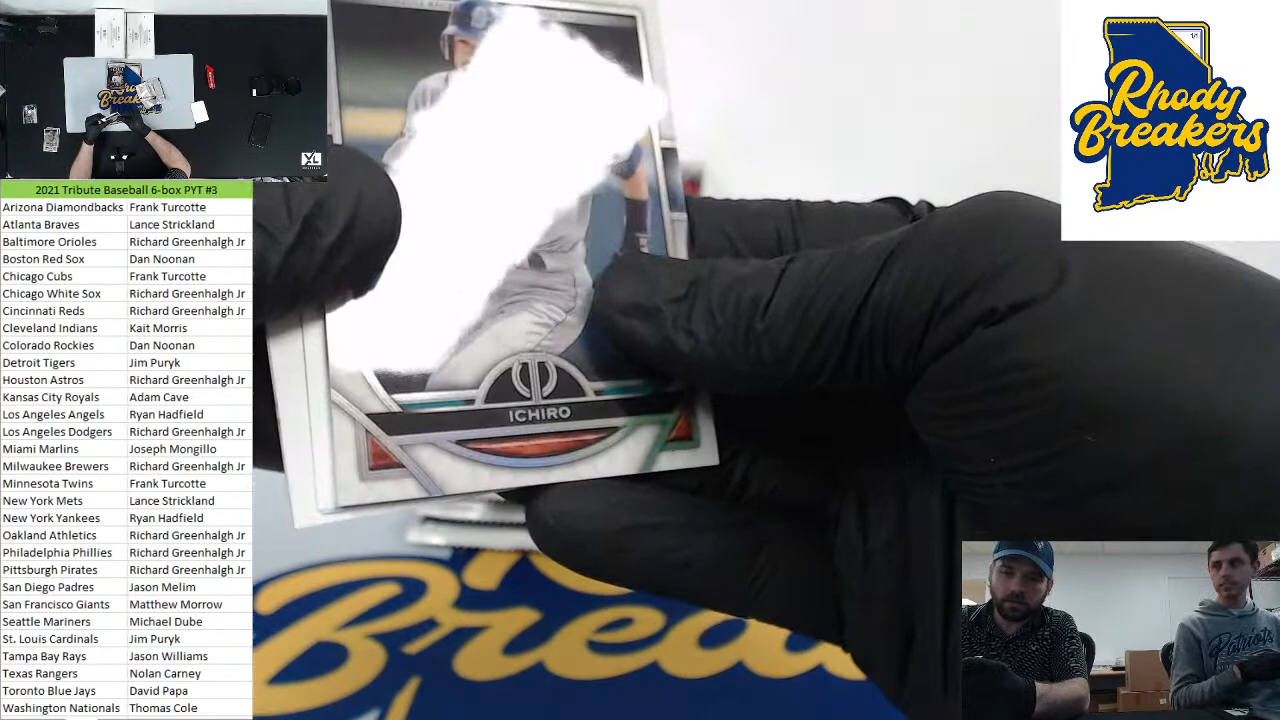 2021 Tribute Baseball 6-box PYT #3
Arizona Diamondbacks Frank Turcotte
Atlanta Braves Lance Strickland
Baltimore Orioles Richard Greenhalgh Jr
Boston Red Sox Dan Noonan
Chicago Cubs Frank Turcotte
Chicago White Sox Richard Greenhalgh Jr
Cincinnati Reds Richard Greenhalgh Jr
Cleveland Indians Kait Morris
Colorado Rockies Dan Noonan
Detroit Tigers Jim Puryk
Houston Astros Richard Greenhalgh Jr
Kansas City Royals Adam Cave
Los Angeles Angels Ryan Hadfield
Los Angeles Dodgers Richard Greenhalgh Jr
Miami Marlins Joseph Mongillo
Milwaukee Brewers Richard Greenhalgh Jr
Minnesota Twins Frank Turcotte
New York Mets Lance Strickland
New York Yankees Ryan Hadfield
Oakland Athletics Richard Greenhalgh Jr
Philadelphia Phillies Richard Greenhalgh Jr
Pittsburgh Pirates Richard Greenhalgh Jr
San Diego Padres Jason Melim
San Francisco Giants Matthew Morrow
Seattle Mariners Michael Dube
St. Louis Cardinals Jim Puryk
Tampa Bay Rays Jason Williams
Texas Rangers Nolan Carney
Toronto Blue Jays David Papa
Washington Nationals Thomas Cole
ICHIRO
Brea
Rhody
Breakers
1/1
XL
Patriots